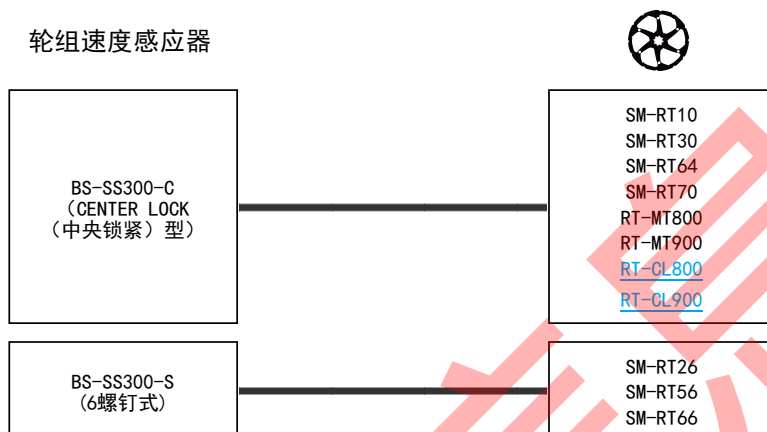 轮组速度感应器
BS-SS300-C
（CENTER LOCK
（中央锁紧）型）
SM-RT10
SM-RT30
SM-RT64
SM-RT70
RT-MT800
RT-MT900
RT-CL800
RT-CL900
BS-SS300-S
(6螺钉式)
SM-RT26
SM-RT56
SM-RT66